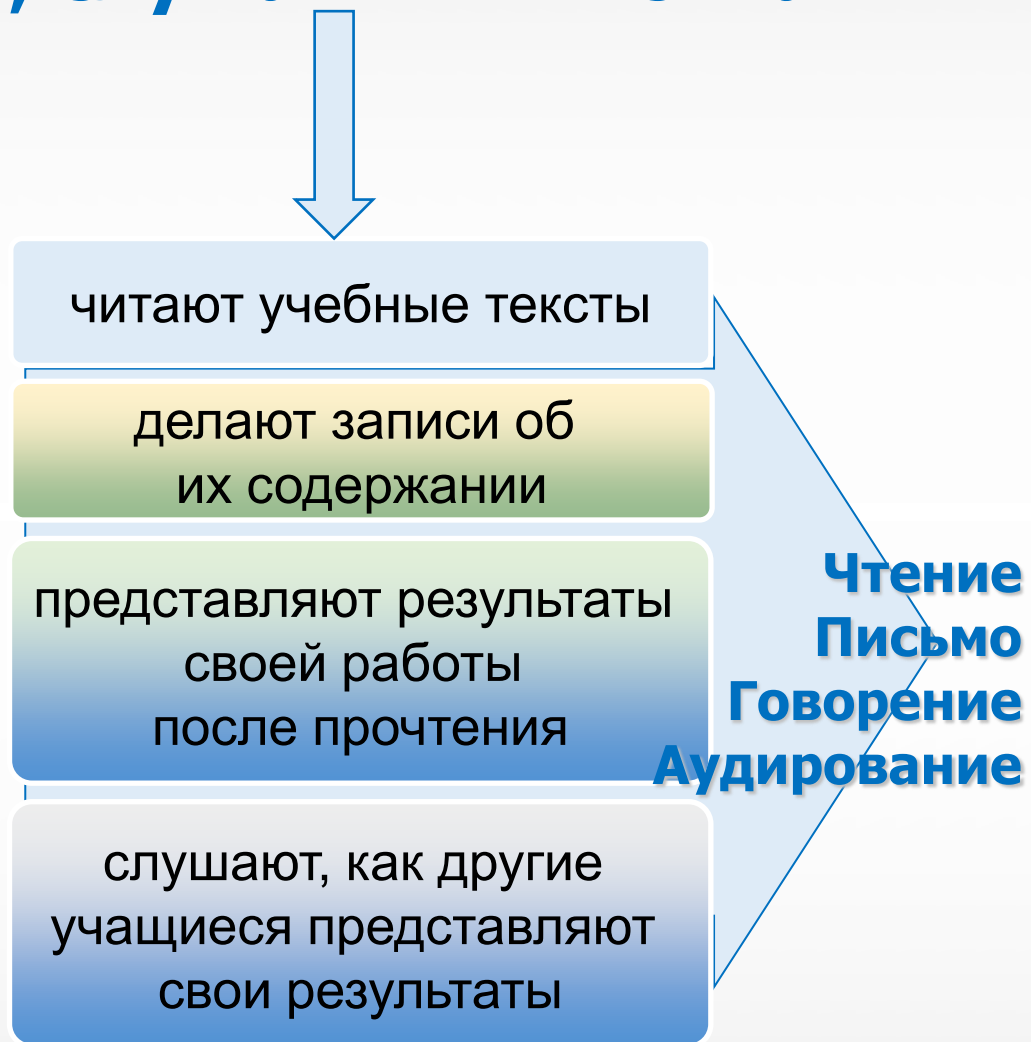 читают учебные тексты
делают записи об
их содержании
представляют результаты
своей работы
после прочтения
слушают, как другие
учащиеся представляют
свои результаты
Чтение
Письмо
Говорение
Аудирование